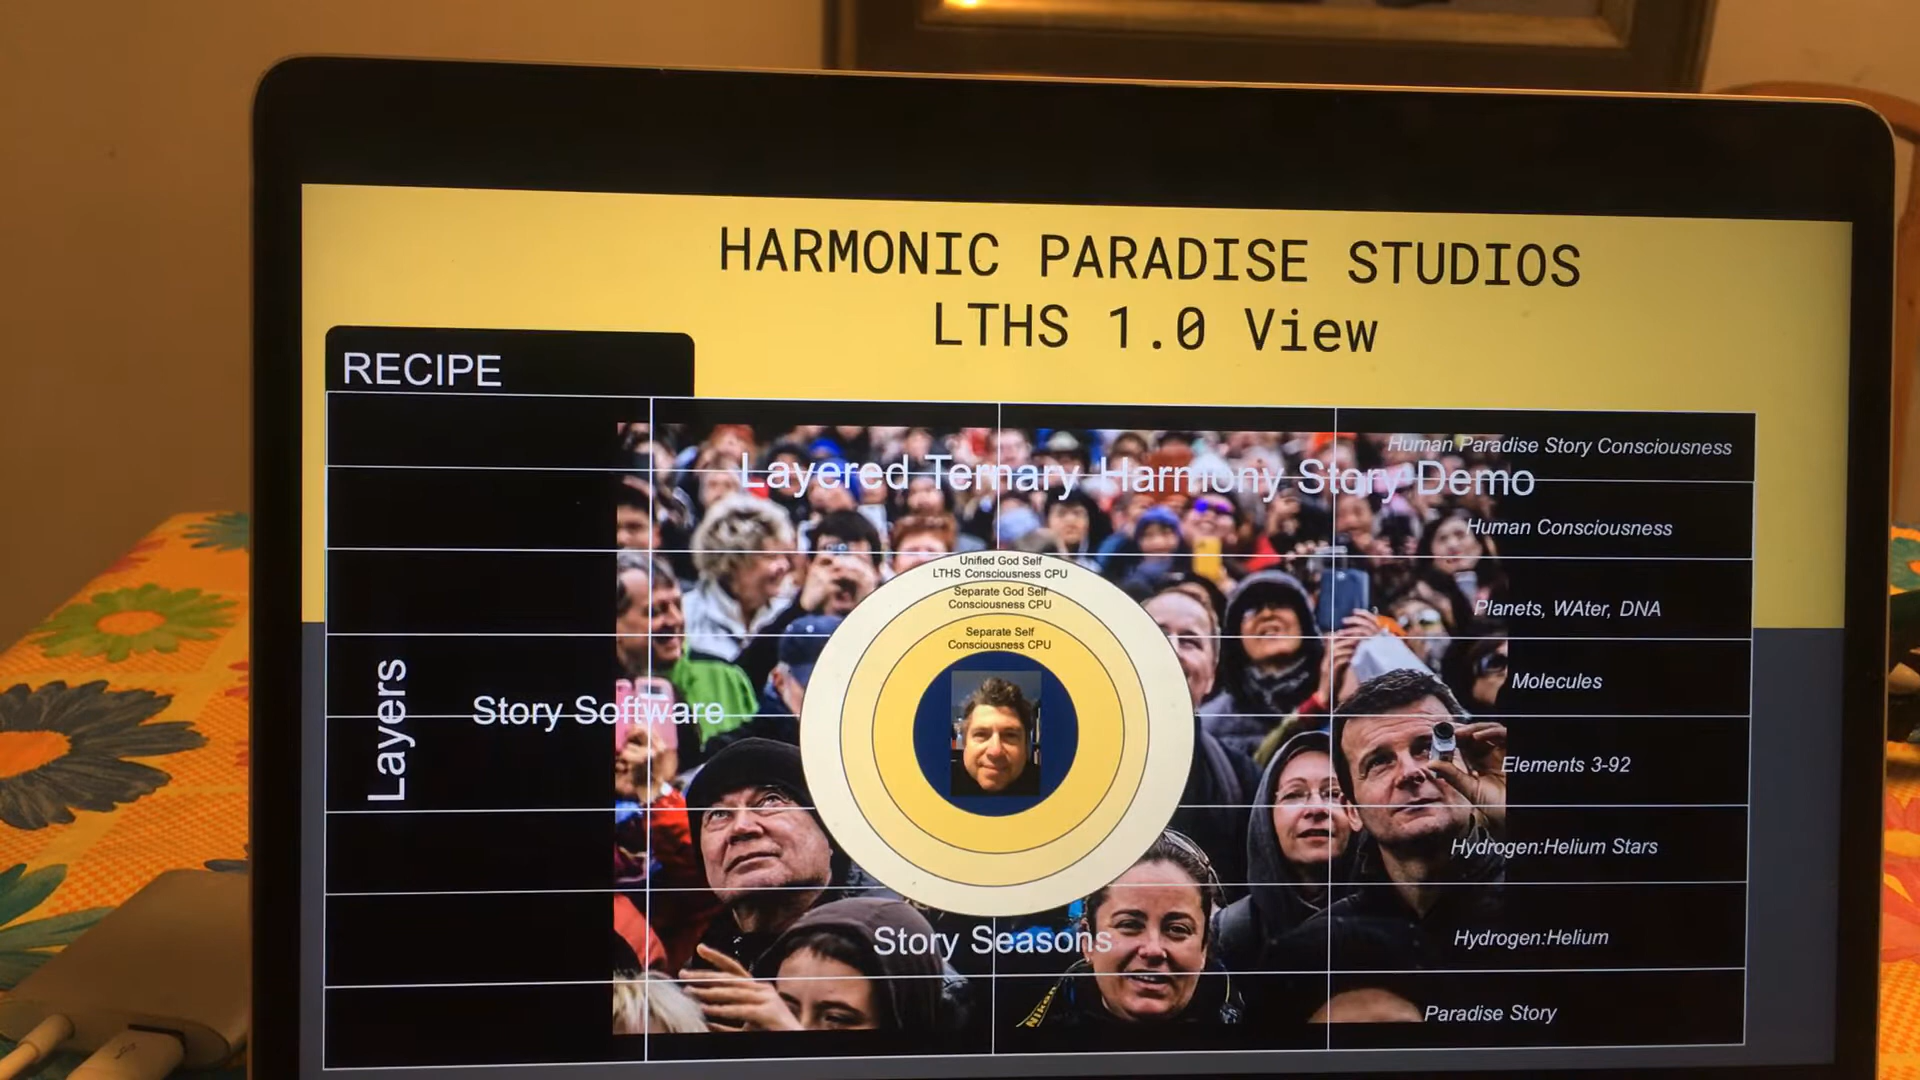 HARMONIC PARADISE STUDIOS
LTHS 1.0 View
RECIPE
Human Paradise Story Consciousness
Layered Ternary Harmony Story Demo
Human Consciousness
Unified God Self
LTHS Consciousness CPU
Separate God Self
Consciousness CPU
Separate Self
Consciousness CPU
Planets, WAter, DNA
Molecules
Layers
Story Software
Elements 3-92
Hydrogen:Helium Stars
Story Seasons
Hydrogen:Helium
Paradise Story
NIKON